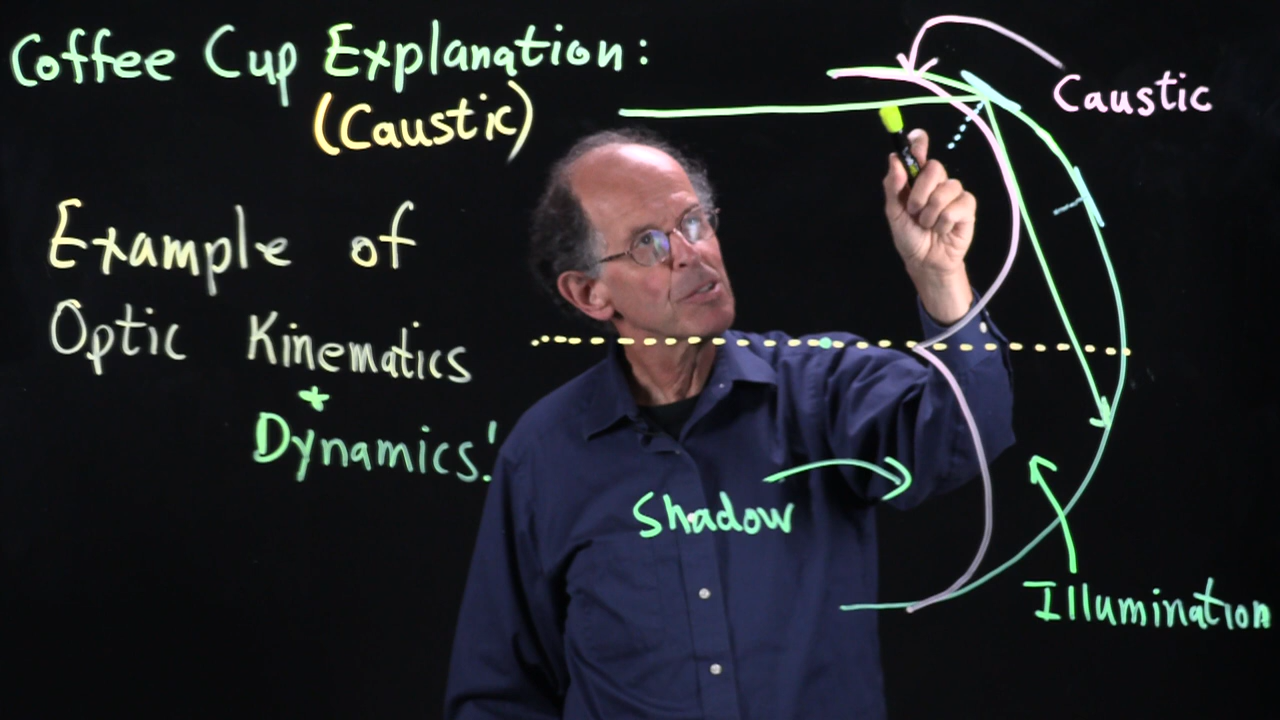 Coffee Cup Explanation:
(Caustic)
Caustic
Example of
Optic Kinematics
+
Dynamics!
Shadow
Illumination